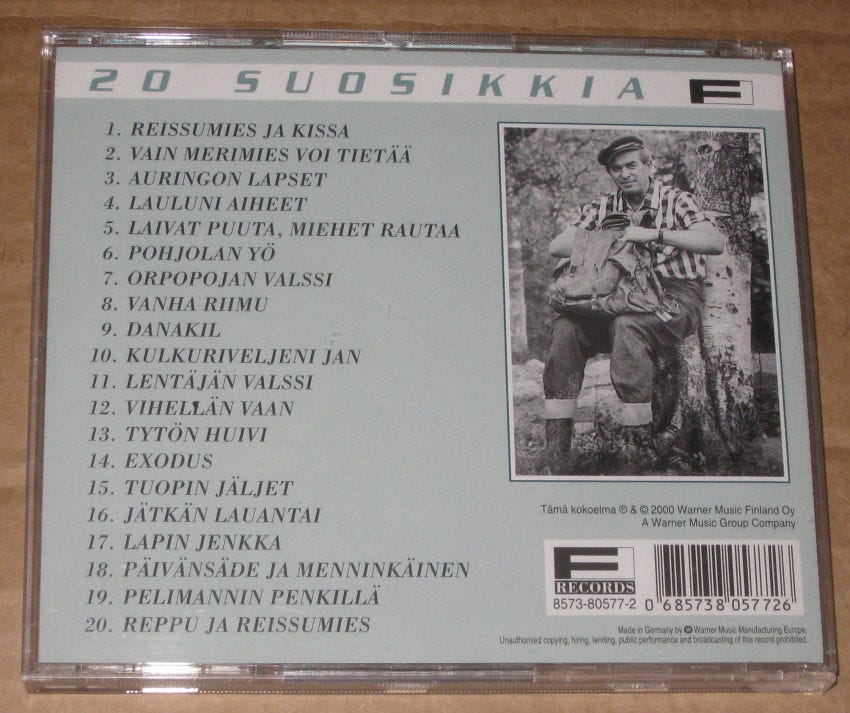 20 SUOSIKKIA F
1. REISSUMIES JA KISSA
2. VAIN MERIMIES VOI TIETÄÄ
3. AURINGON LAPSET
4. LAULUNI AIHEET
5. LAIVAT PUUTA, MIEHET RAUTAA
6. POHJOLAN YÖ
7. ORPOPOJAN VALSSI
8. VANHA RIIMU
9. DANAKIL
10. KULKURIVELJENI JAN
11. LENTÄJÄN VALSSI
12. VIHELLÄN VAAN
13. TYTÖN HUIVI
14. EXODUS
15. TUOPIN JÄLJET
16. JÄTKÄN LAUANTAI
17. LAPIN JENKKA
18. PÄIVÄNSÄDE JA MENNINKÄINEN
19. PELIMANNIN PENKILLÄ
20. REPPU JA REISSUMIES
Tämä kokoelma ℗ & © 2000 Warner Music Finland Oy
A Warner Music Group Company
F
RECORDS
8573-80577-2
0 685738 057726
Made in Germany by Warner Music Manufacturing Europe.
Unauthorised copying, hiring, lending, public performance and broadcasting of this record prohibited.